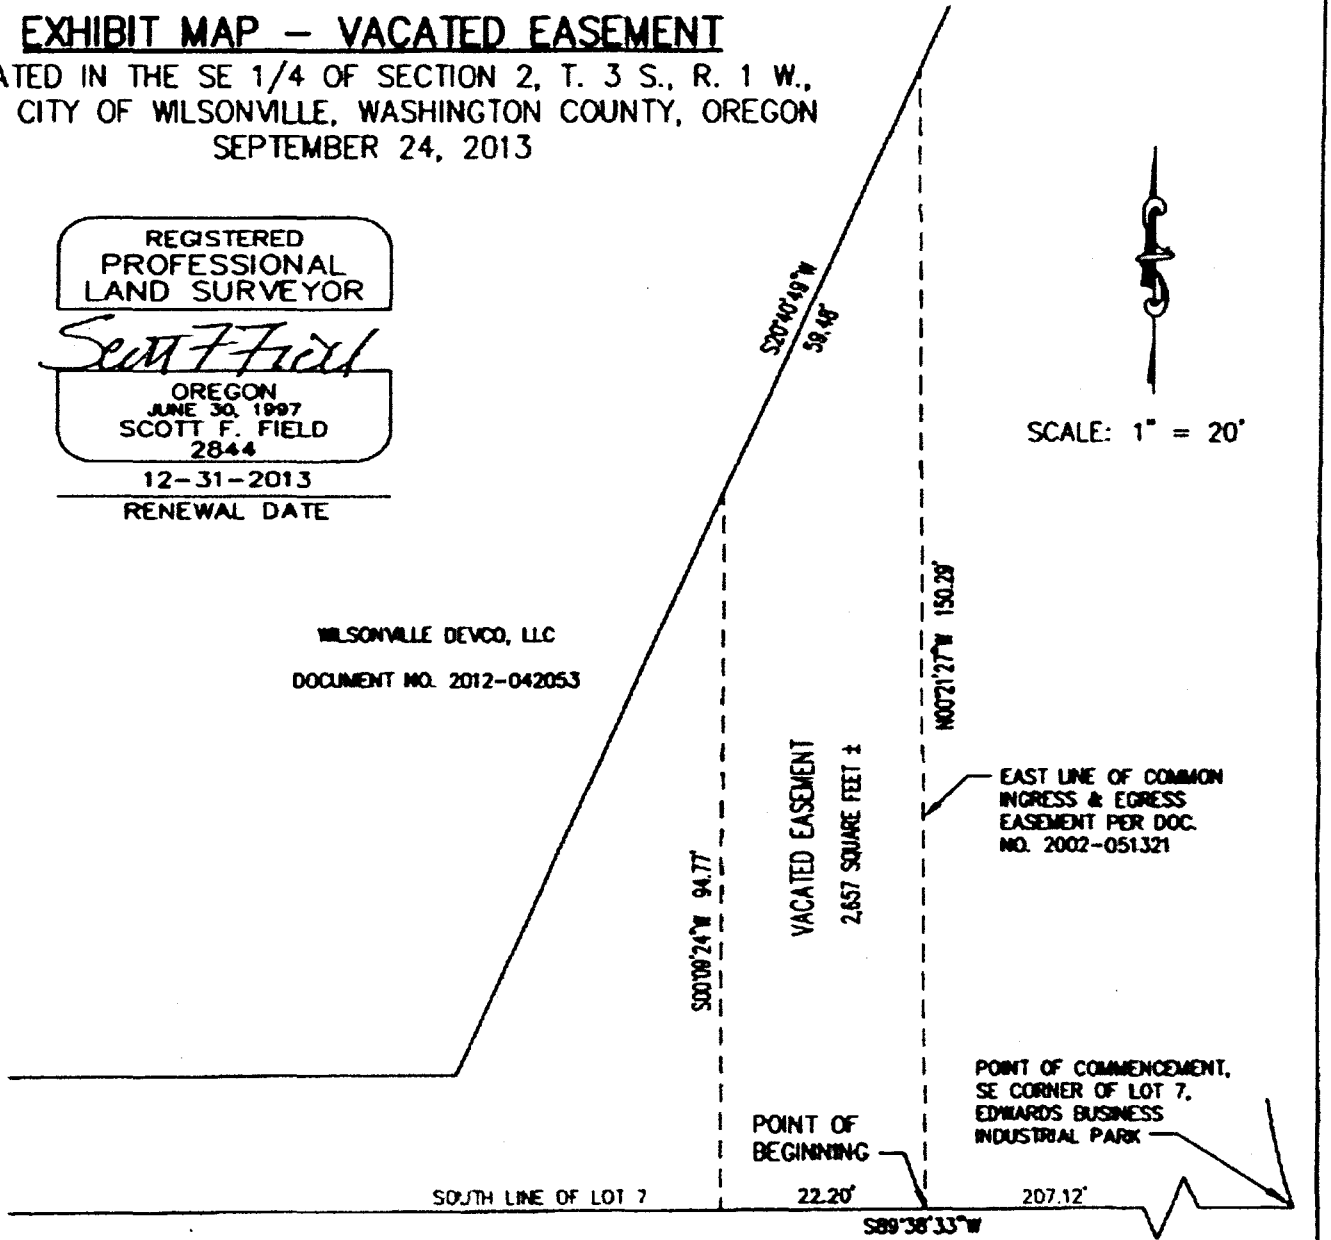 EXHIBIT MAP – VACATED EASEMENT
ATED IN THE SE 1/4 OF SECTION 2, T. 3 S., R. 1 W.,
CITY OF WILSONVILLE, WASHINGTON COUNTY, OREGON
SEPTEMBER 24, 2013
REGISTERED
PROFESSIONAL
LAND SURVEYOR
Scott F Field
OREGON
JUNE 30, 1997
SCOTT F. FIELD
2844
12-31-2013
RENEWAL DATE
S20°40'49"W
59.48'
SCALE: 1" = 20'
WILSONVILLE DEVCO, LLC
DOCUMENT NO. 2012-042053
N00°21'27"W 150.29'
VACATED EASEMENT
2,657 SQUARE FEET ±
S00°09'24"W 94.77'
EAST LINE OF COMMON
INGRESS & EGRESS
EASEMENT PER DOC.
NO. 2002-051321
POINT OF COMMENCEMENT,
SE CORNER OF LOT 7,
EDWARDS BUSINESS
INDUSTRIAL PARK
POINT OF
BEGINNING
SOUTH LINE OF LOT 7
22.20'
207.12'
S89°38'33"W